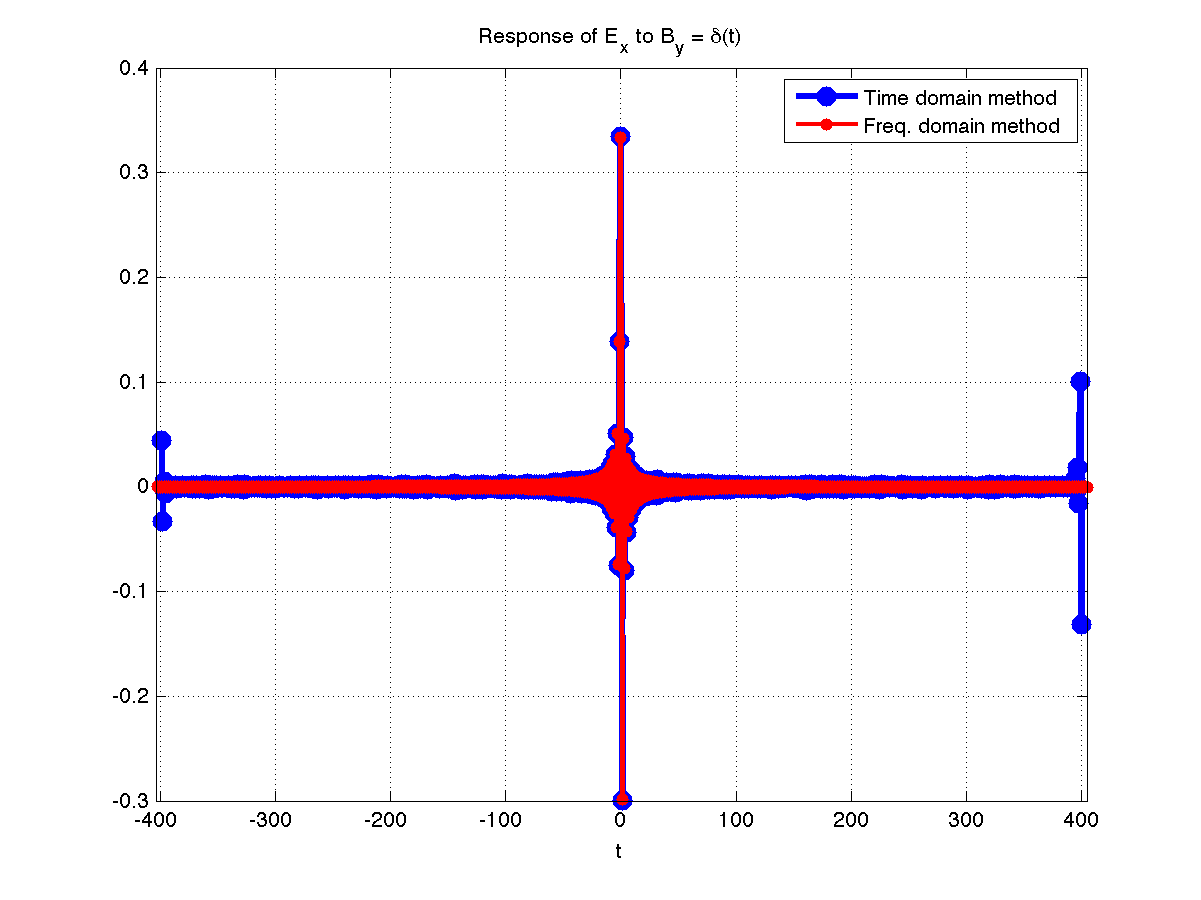 Response of E_x to B_y = δ(t)
0.4
Time domain method
Freq. domain method
0.3
0.2
0.1
0
-0.1
-0.2
-0.3
-400 -300 -200 -100 0 100 200 300 400
t